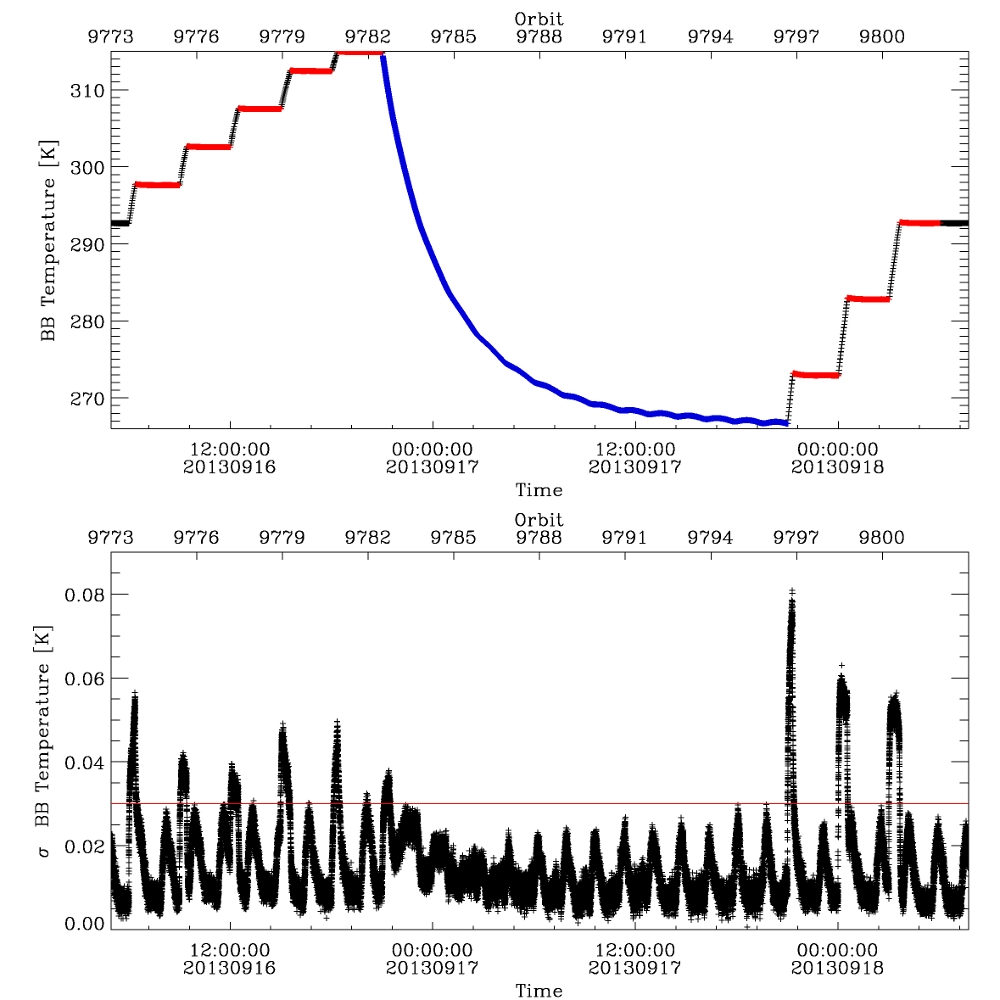 Orbit
9773 9776 9779 9782 9785 9788 9791 9794 9797 9800
BB Temperature [K]
310
300
290
280
270
12:00:00 00:00:00 12:00:00 00:00:00
20130916 20130917 20130917 20130918
Time
Orbit
9773 9776 9779 9782 9785 9788 9791 9794 9797 9800
σ BB Temperature [K]
0.08
0.06
0.04
0.02
0.00
12:00:00 00:00:00 12:00:00 00:00:00
20130916 20130917 20130917 20130918
Time